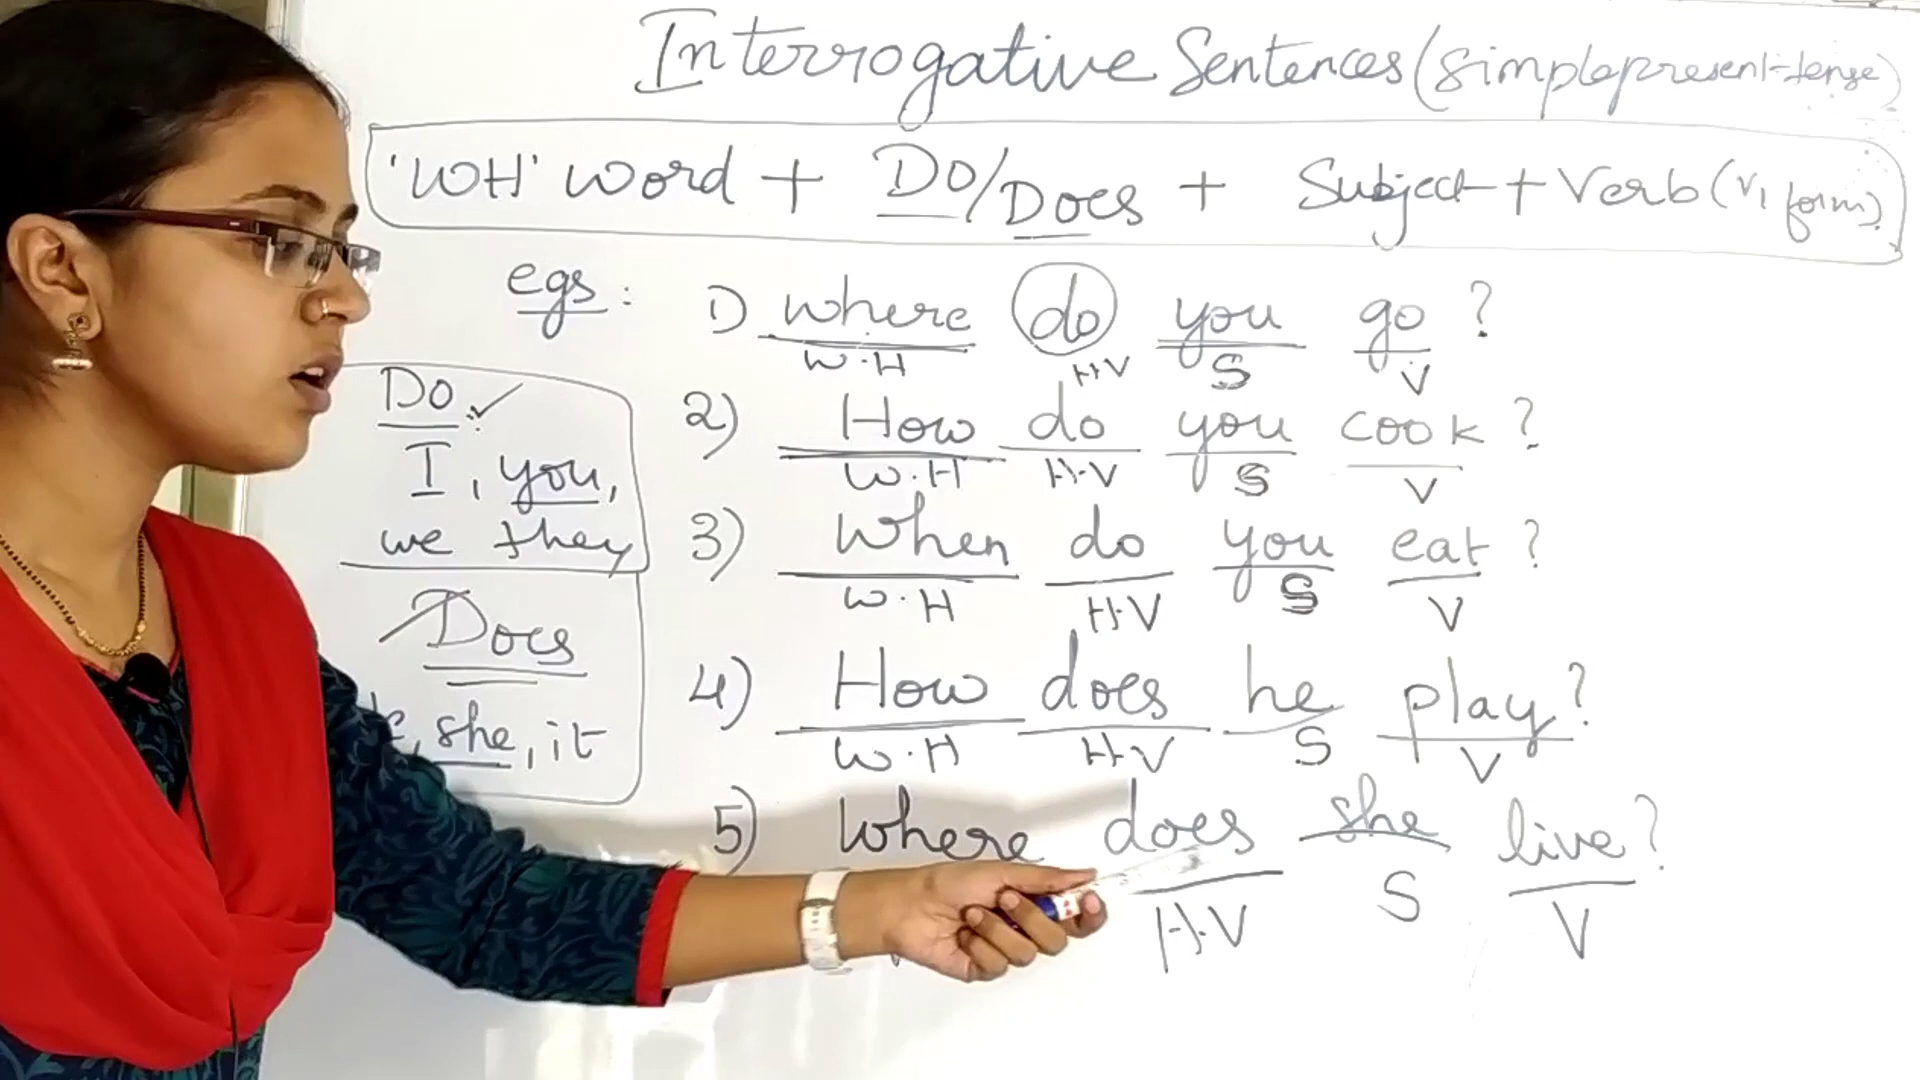 Interrogative Sentences (simple present-tense)
'WH' Word + Do/Does + Subject + Verb (V1 form)
egs:
1) where do you go ?
W.H H.V S V
2) How do you cook ?
W.H H.V S V
3) When do you eat ?
W.H H.V S V
4) How does he play?
W.H H.V S V
5) Where does she live?
H.V S V
Do ✓
I, you,
we they
Does
she, it